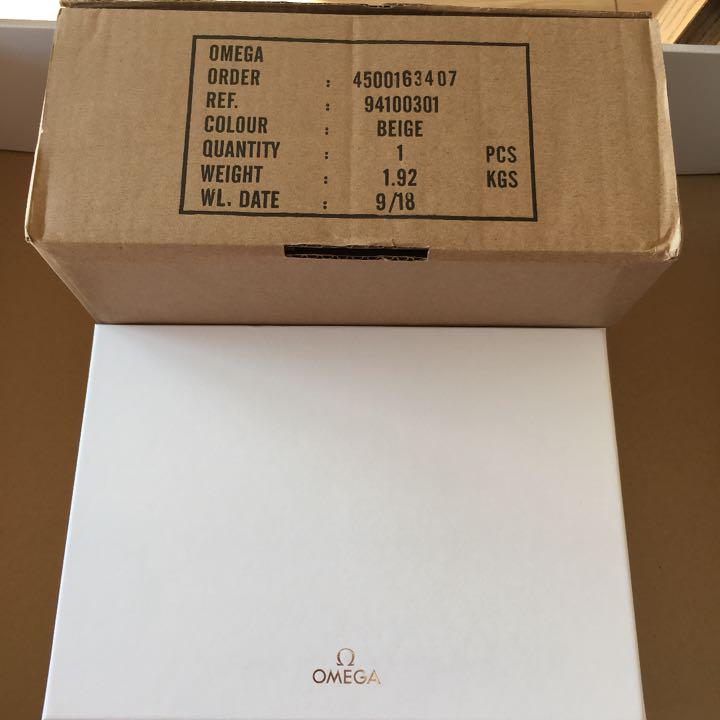 OMEGA
ORDER : 4500163407
REF. : 94100301
COLOUR : BEIGE
QUANTITY : 1 PCS
WEIGHT : 1.92 KGS
WL. DATE : 9/18
Ω
OMEGA